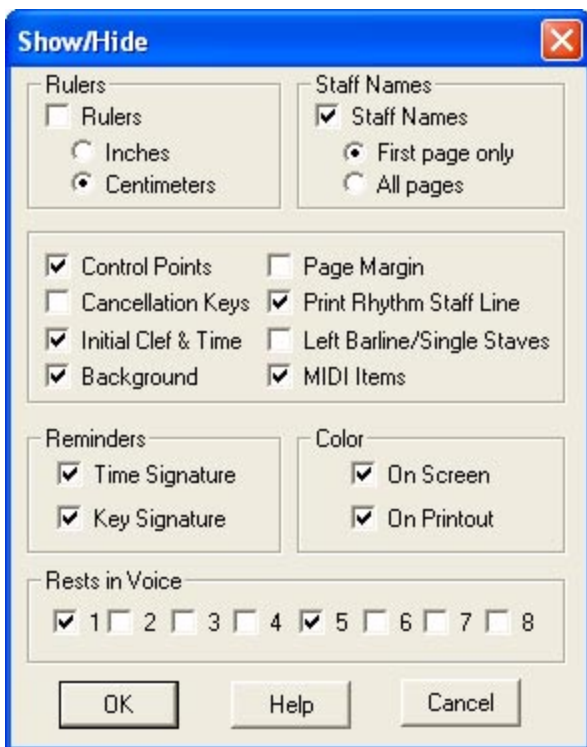 Show/Hide
Rulers
Rulers
Inches
Centimeters
Staff Names
Staff Names
First page only
All pages
Control Points
Page Margin
Cancellation Keys
Print Rhythm Staff Line
Initial Clef & Time
Left Barline/Single Staves
Background
MIDI Items
Reminders
Time Signature
Key Signature
Color
On Screen
On Printout
Rests in Voice
1 2 3 4 5 6 7 8
OK Help Cancel